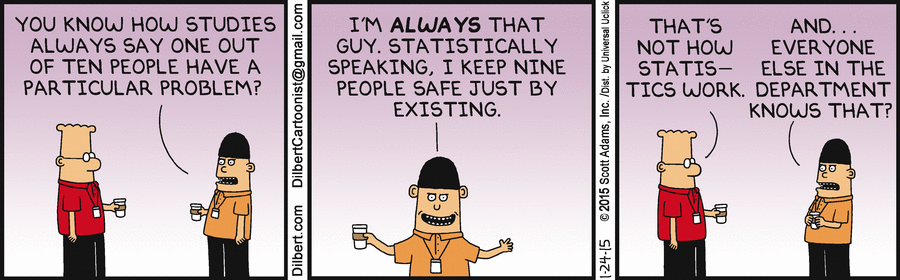 YOU KNOW HOW STUDIES
ALWAYS SAY ONE OUT
OF TEN PEOPLE HAVE A
PARTICULAR PROBLEM?
Dilbert.com DilbertCartoonist@gmail.com
I'M ALWAYS THAT
GUY. STATISTICALLY
SPEAKING, I KEEP NINE
PEOPLE SAFE JUST BY
EXISTING.
1-24-15 © 2015 Scott Adams, Inc. /Dist. by Universal Uclick
THAT'S
NOT HOW
STATIS-
TICS WORK.
AND...
EVERYONE
ELSE IN THE
DEPARTMENT
KNOWS THAT?